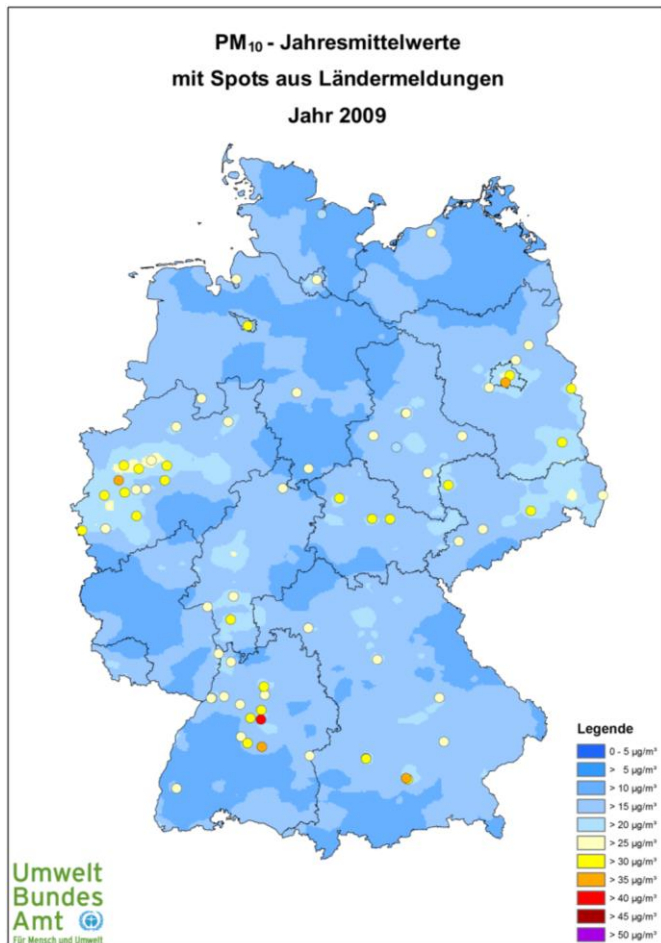 PM₁₀ - Jahresmittelwerte
mit Spots aus Ländermeldungen
Jahr 2009
Legende
0 - 5 µg/m³
> 5 µg/m³
> 10 µg/m³
> 15 µg/m³
> 20 µg/m³
> 25 µg/m³
> 30 µg/m³
> 35 µg/m³
> 40 µg/m³
> 45 µg/m³
> 50 µg/m³
Umwelt
Bundes
Amt
Für Mensch und Umwelt